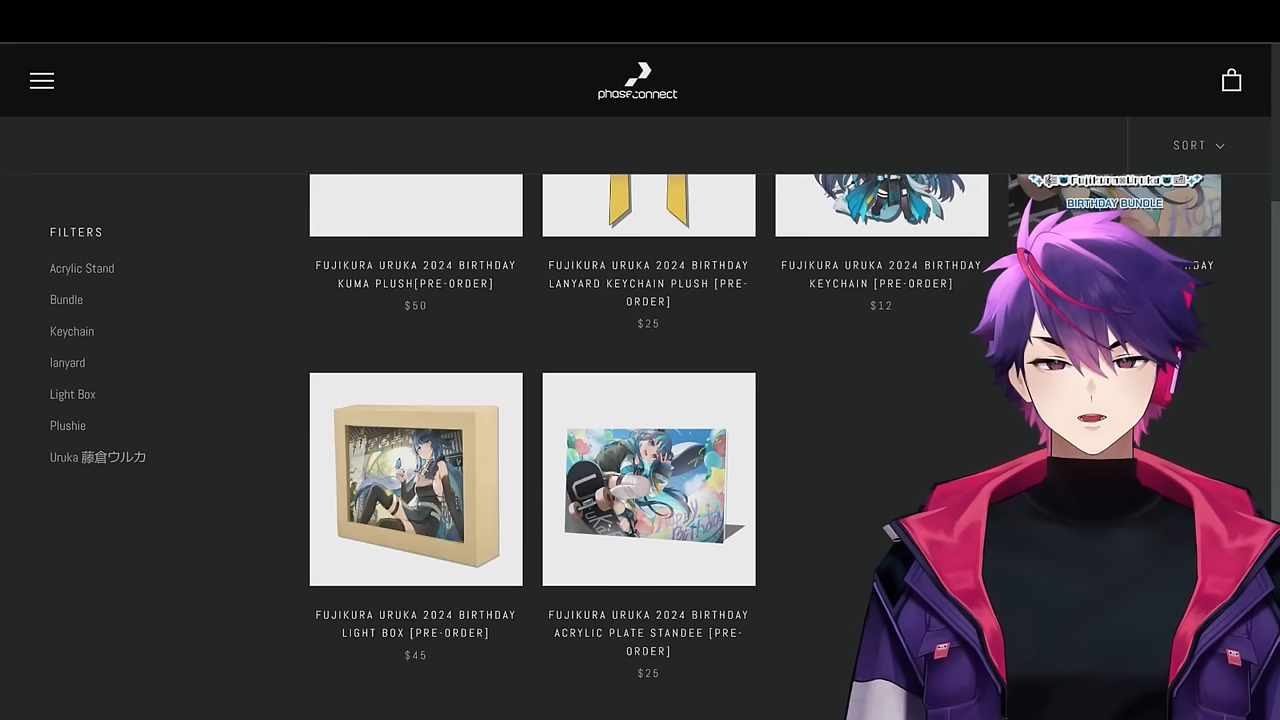 phaseconnect
SORT
FujikuraUruka
BIRTHDAY BUNDLE
FILTERS
Acrylic Stand
Bundle
Keychain
lanyard
Light Box
Plushie
Uruka 藤倉ウルカ
FUJIKURA URUKA 2024 BIRTHDAY
KUMA PLUSH[PRE-ORDER]
$50
FUJIKURA URUKA 2024 BIRTHDAY
LANYARD KEYCHAIN PLUSH [PRE-
ORDER]
$25
FUJIKURA URUKA 2024 BIRTHDAY
KEYCHAIN [PRE-ORDER]
$12
Happy
Birthday
FUJIKURA URUKA 2024 BIRTHDAY
LIGHT BOX [PRE-ORDER]
$45
FUJIKURA URUKA 2024 BIRTHDAY
ACRYLIC PLATE STANDEE [PRE-
ORDER]
$25